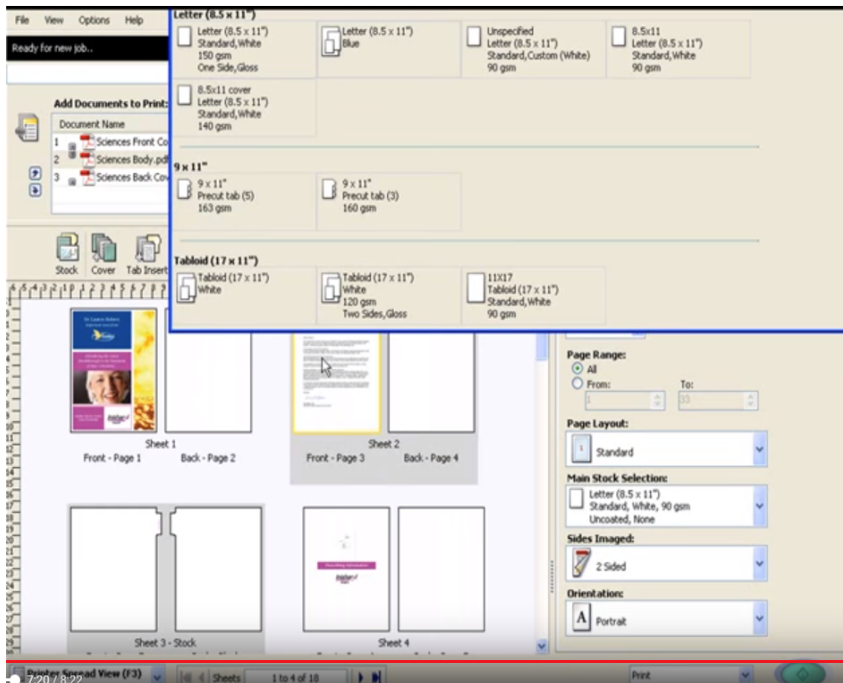 File View Options Help
Ready for new job..
Letter (8.5 x 11")
Letter (8.5 x 11")
Standard,White
150 gsm
One Side,Gloss
Letter (8.5 x 11")
Blue
Unspecified
Letter (8.5 x 11")
Standard,Custom (White)
90 gsm
8.5x11
Letter (8.5 x 11")
Standard,White
90 gsm
8.5x11 cover
Letter (8.5 x 11")
Standard,White
140 gsm
9 x 11"
9 x 11"
Precut tab (5)
163 gsm
9 x 11"
Precut tab (3)
160 gsm
Tabloid (17 x 11")
Tabloid (17 x 11")
White
Tabloid (17 x 11")
White
120 gsm
Two Sides,Gloss
11X17
Tabloid (17 x 11")
Standard,White
90 gsm
Add Documents to Print:
Document Name
1 Sciences Front Co
2 Sciences Body.pdf
3 Sciences Back Cov
Stock Cover Tab Insert
Sheet 1
Front - Page 1 Back - Page 2
Sheet 2
Front - Page 3 Back - Page 4
Sheet 3 - Stock
Sheet 4
Page Range:
All
From: To:
1 33
Page Layout:
Standard
Main Stock Selection:
Letter (8.5 x 11")
Standard, White, 90 gsm
Uncoated, None
Sides Imaged:
2 Sided
Orientation:
A Portrait
Printer Spread View (F3)
Sheets 1 to 4 of 18
Print
7:20 / 8:22